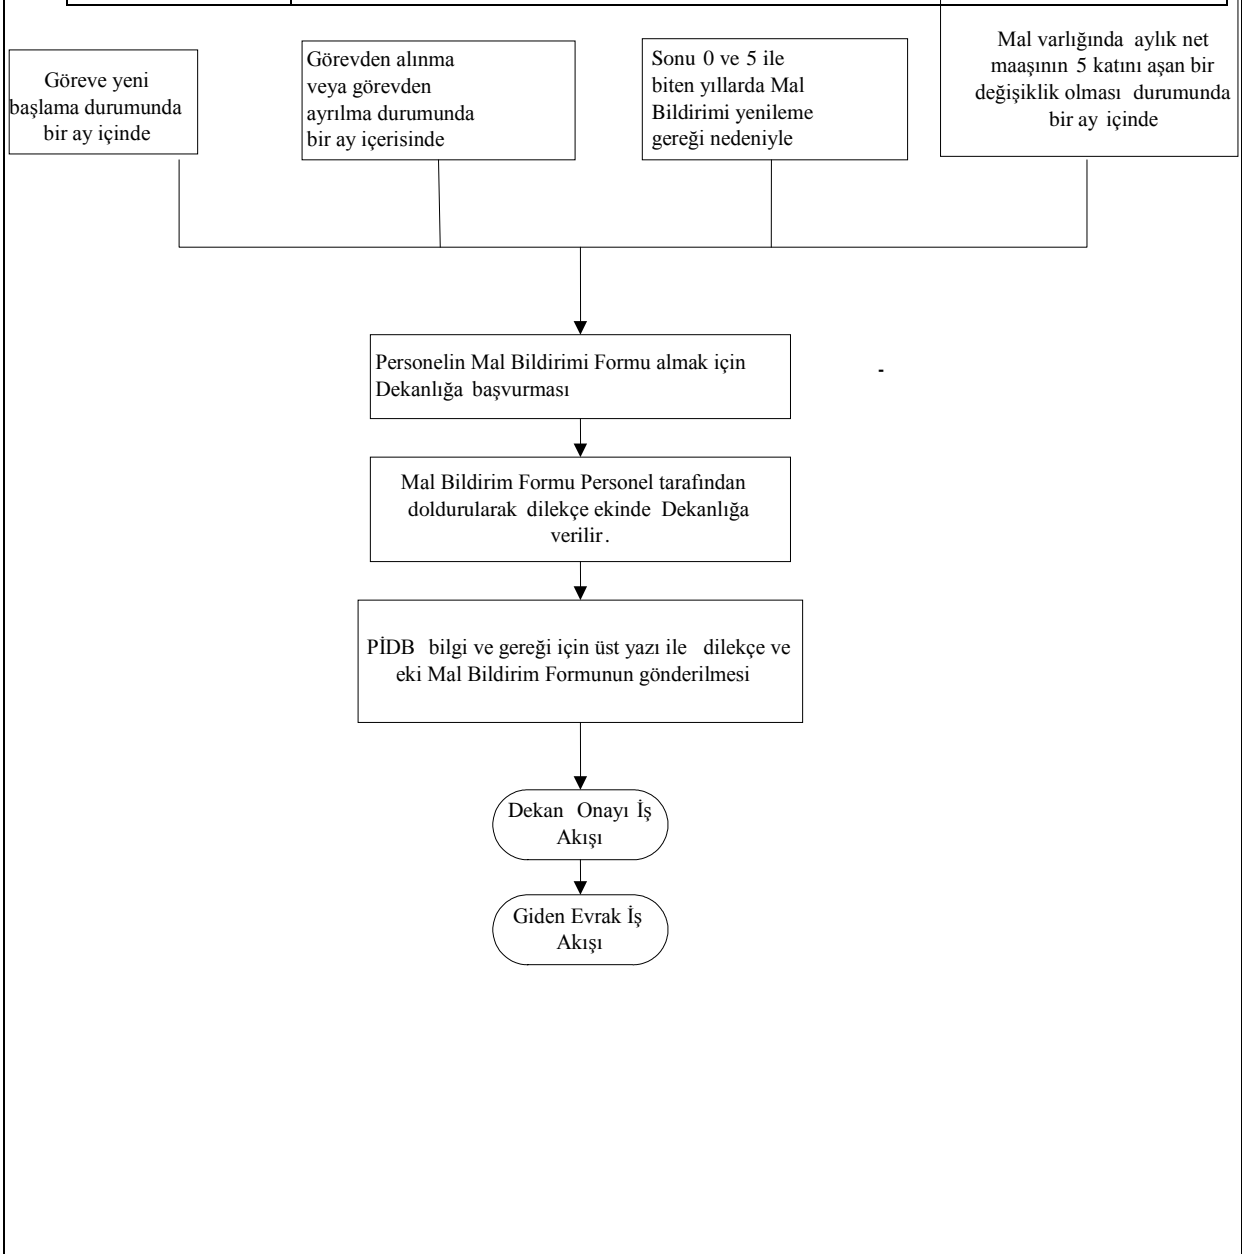 Göreve yeni
başlama durumunda
bir ay içinde
Görevden alınma
veya görevden
ayrılma durumunda
bir ay içerisinde
Sonu 0 ve 5 ile
biten yıllarda Mal
Bildirimi yenileme
gereği nedeniyle
Mal varlığında aylık net
maaşının 5 katını aşan bir
değişiklik olması durumunda
bir ay içinde
Personelin Mal Bildirimi Formu almak için
Dekanlığa başvurması
-
Mal Bildirim Formu Personel tarafından
doldurularak dilekçe ekinde Dekanlığa
verilir.
PİDB bilgi ve gereği için üst yazı ile dilekçe ve
eki Mal Bildirim Formunun gönderilmesi
Dekan Onayı İş
Akışı
Giden Evrak İş
Akışı